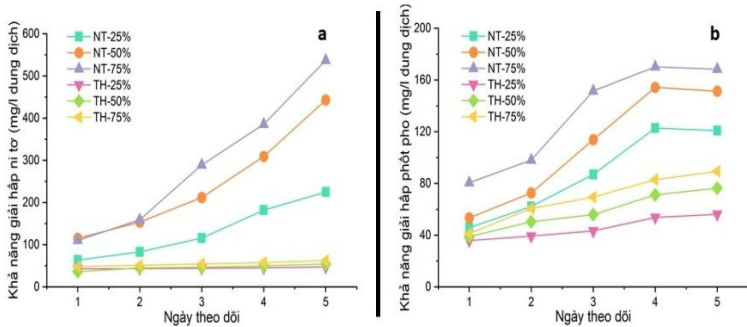 Khả năng giải hấp ni tơ (mg/l dung dịch)
600
500
400
300
200
100
0
NT-25%
NT-50%
NT-75%
TH-25%
TH-50%
TH-75%
a
1 2 3 4 5
Ngày theo dõi
Khả năng giải hấp phốt pho (mg/l dung dịch)
200
160
120
80
40
0
NT-25%
NT-50%
NT-75%
TH-25%
TH-50%
TH-75%
b
1 2 3 4 5
Ngày theo dõi